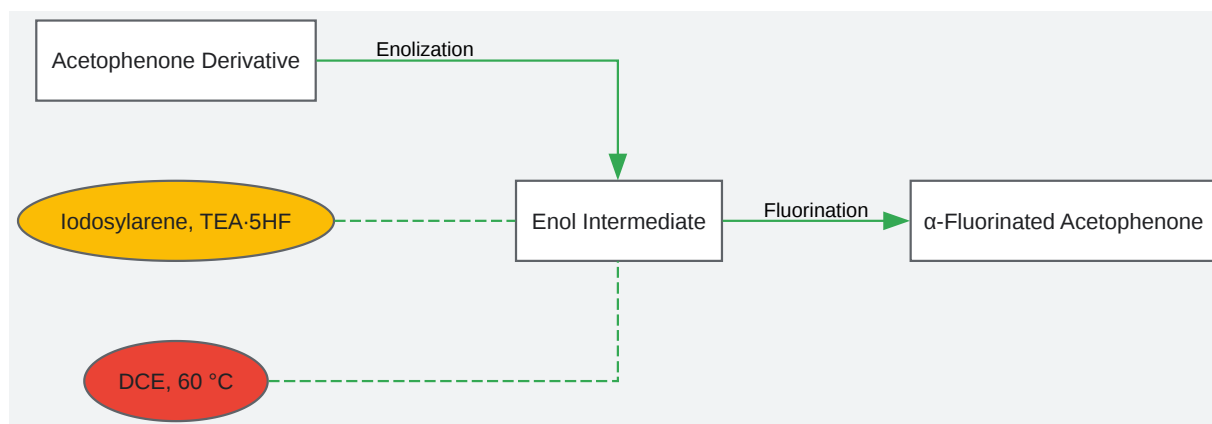 Acetophenone Derivative
Enolization
Iodosylarene, TEA·5HF
Enol Intermediate
Fluorination
α-Fluorinated Acetophenone
DCE, 60 °C